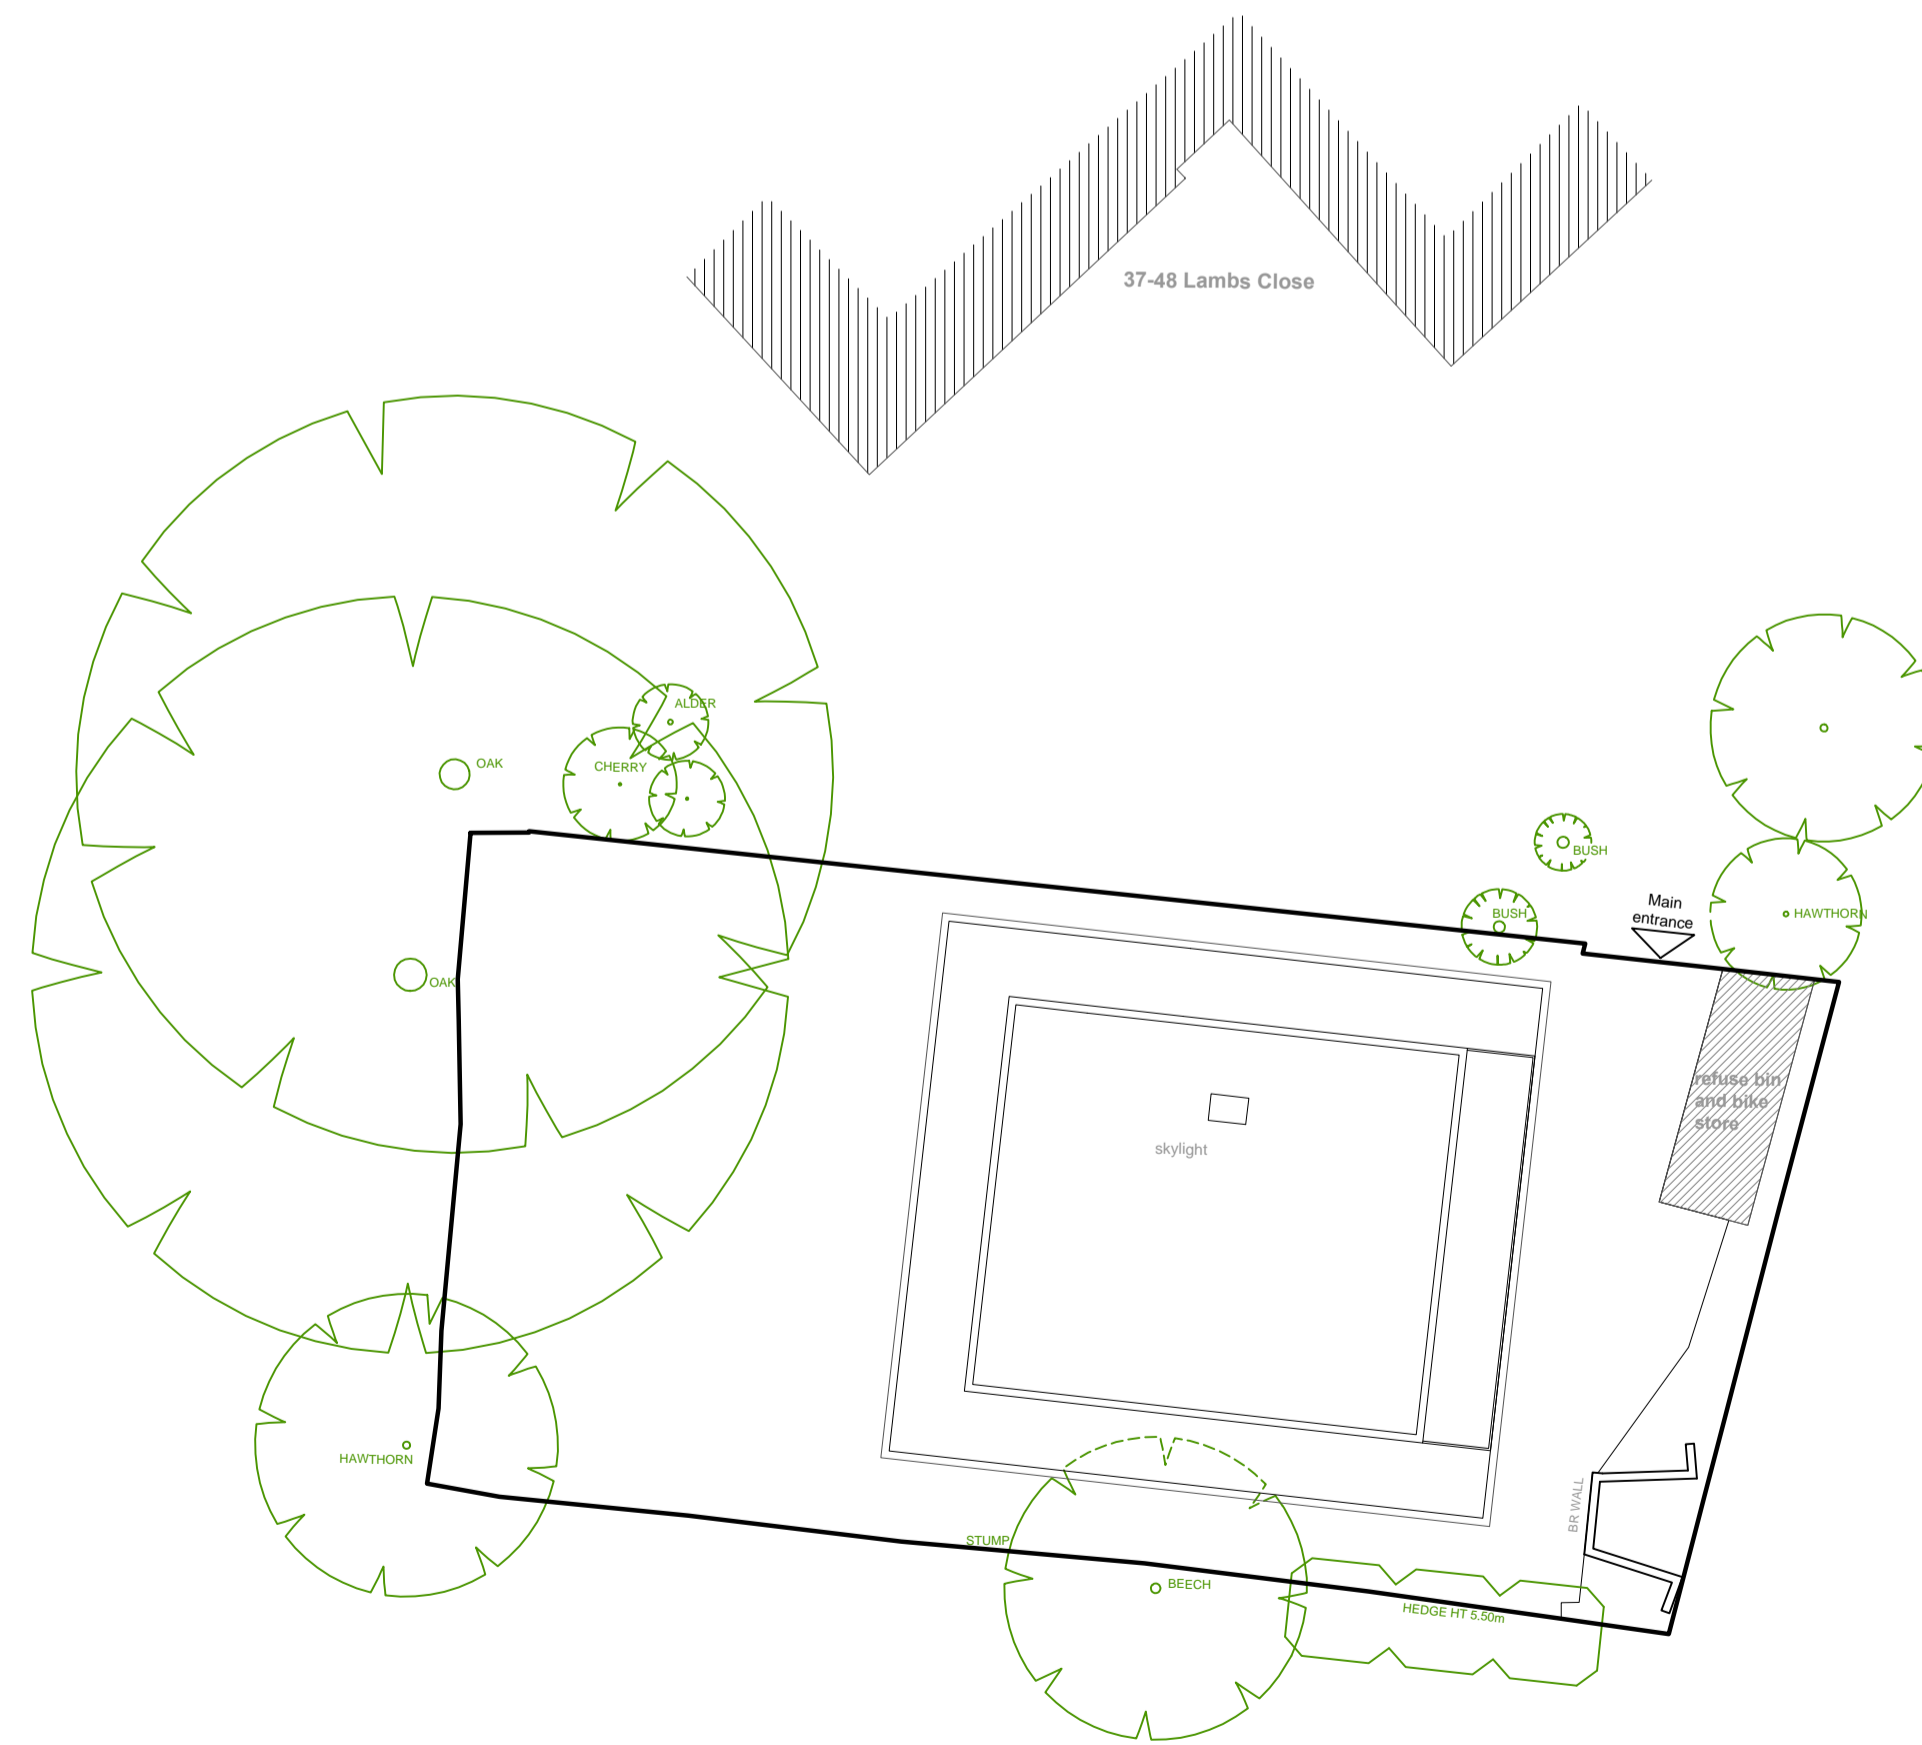 37-48 Lambs Close
ALDER
OAK
CHERRY
BUSH
Main
entrance
BUSH
HAWTHORN
OAK
refuse bin
and bike
store
skylight
HAWTHORN
BR WALL
STUMP
BEECH
HEDGE HT 5.50m